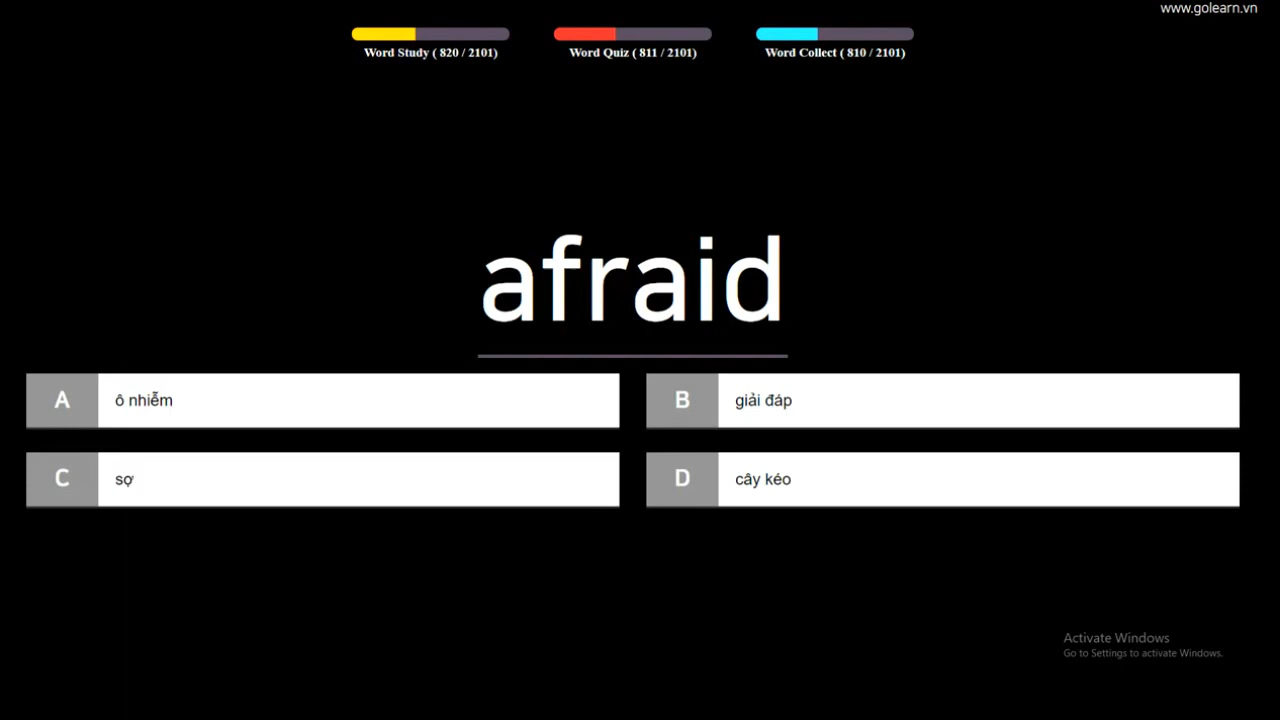 www.golearn.vn
Word Study ( 820 / 2101) Word Quiz ( 811 / 2101) Word Collect ( 810 / 2101)
afraid
A ô nhiễm B giải đáp
C sợ D cây kéo
Activate Windows
Go to Settings to activate Windows.